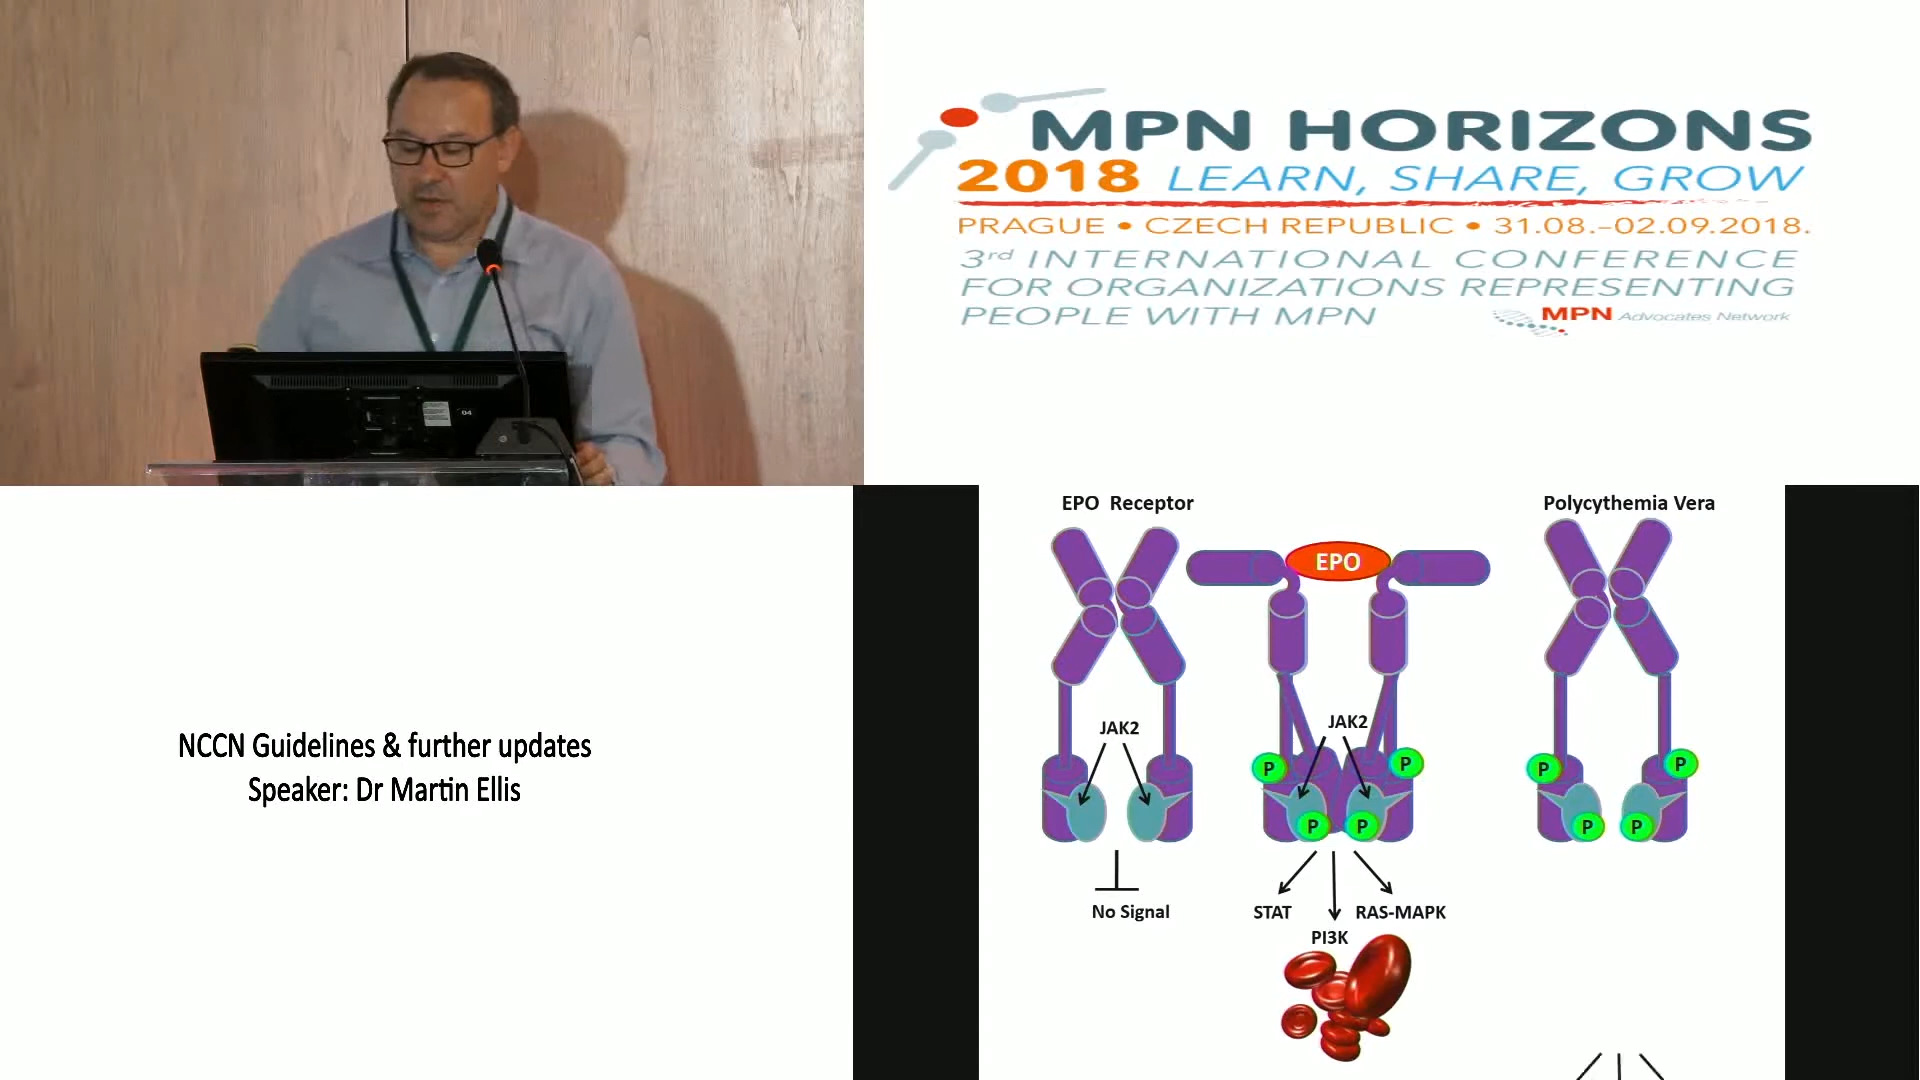 MPN HORIZONS
2018 LEARN, SHARE, GROW
PRAGUE • CZECH REPUBLIC • 31.08.-02.09.2018.
3rd INTERNATIONAL CONFERENCE
FOR ORGANIZATIONS REPRESENTING
PEOPLE WITH MPN
MPN Advocates Network
04
NCCN Guidelines & further updates
Speaker: Dr Martin Ellis
EPO Receptor
Polycythemia Vera
EPO
JAK2
JAK2
P
P
P
P
P
P
P
P
No Signal
STAT
RAS-MAPK
PI3K